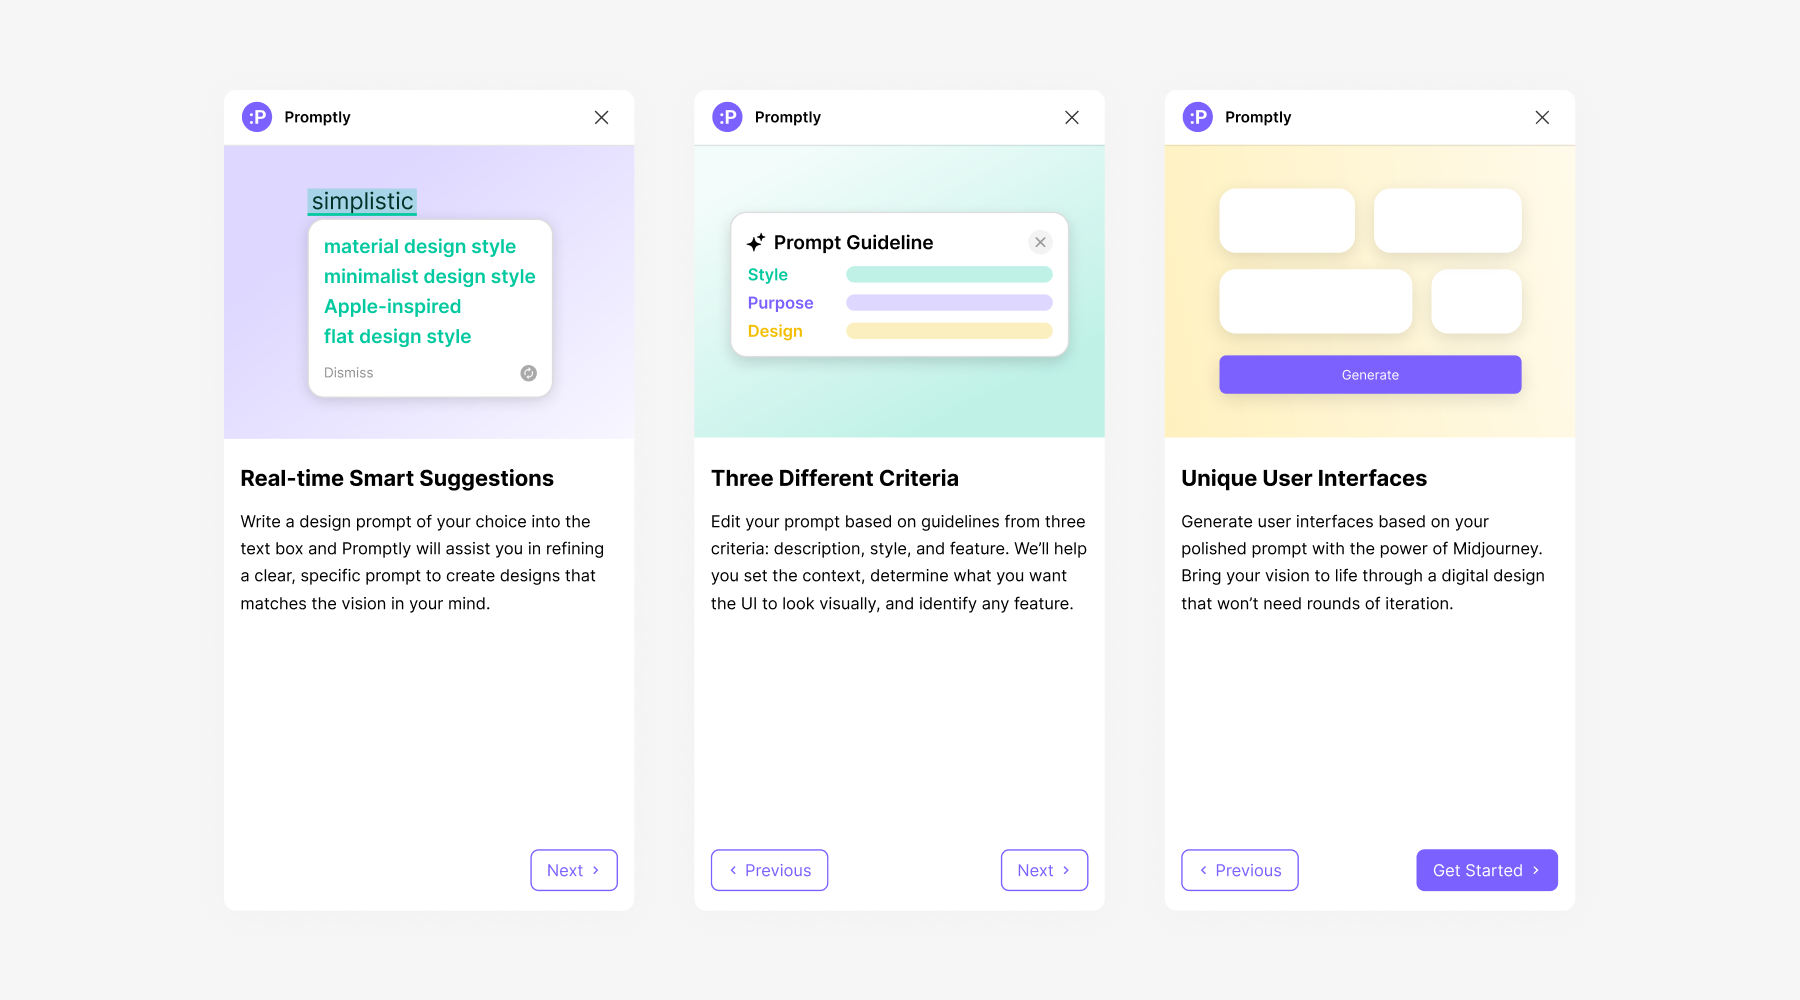 :P Promptly
simplistic
material design style
minimalist design style
Apple-inspired
flat design style
Dismiss
Real-time Smart Suggestions
Write a design prompt of your choice into the
text box and Promptly will assist you in refining
a clear, specific prompt to create designs that
matches the vision in your mind.
Next
:P Promptly
Prompt Guideline
Style
Purpose
Design
Three Different Criteria
Edit your prompt based on guidelines from three
criteria: description, style, and feature. We’ll help
you set the context, determine what you want
the UI to look visually, and identify any feature.
Previous
Next
:P Promptly
Generate
Unique User Interfaces
Generate user interfaces based on your
polished prompt with the power of Midjourney.
Bring your vision to life through a digital design
that won’t need rounds of iteration.
Previous
Get Started